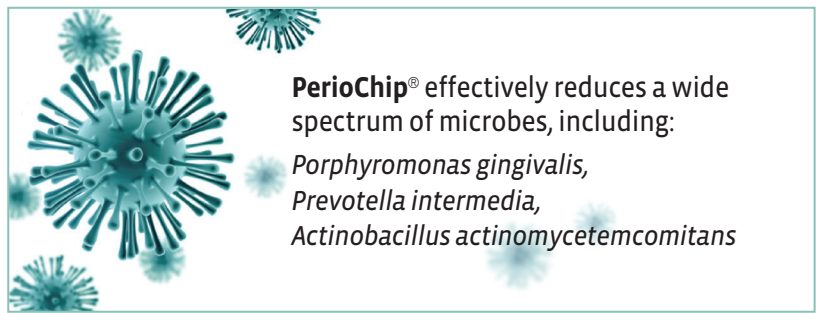 PerioChip® effectively reduces a wide
spectrum of microbes, including:
Porphyromonas gingivalis,
Prevotella intermedia,
Actinobacillus actinomycetemcomitans